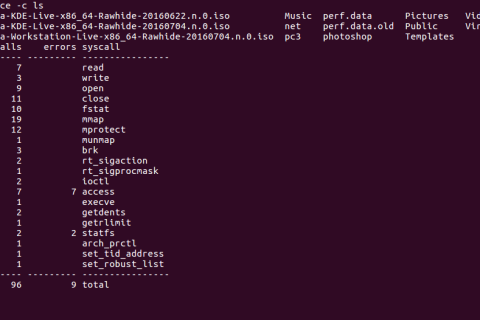 ce -c ls
a-KDE-Live-x86_64-Rawhide-20160622.n.0.iso Music perf.data Pictures Vid
a-KDE-Live-x86_64-Rawhide-20160704.n.0.iso net perf.data.old Public Vir
a-Workstation-Live-x86_64-Rawhide-20160704.n.0.iso pc3 photoshop Templates
alls errors syscall
---- --------- ----------------
7 read
3 write
9 open
11 close
10 fstat
19 mmap
12 mprotect
1 munmap
3 brk
2 rt_sigaction
1 rt_sigprocmask
2 ioctl
7 7 access
1 execve
2 getdents
1 getrlimit
2 2 statfs
1 arch_prctl
1 set_tid_address
1 set_robust_list
---- --------- ----------------
96 9 total